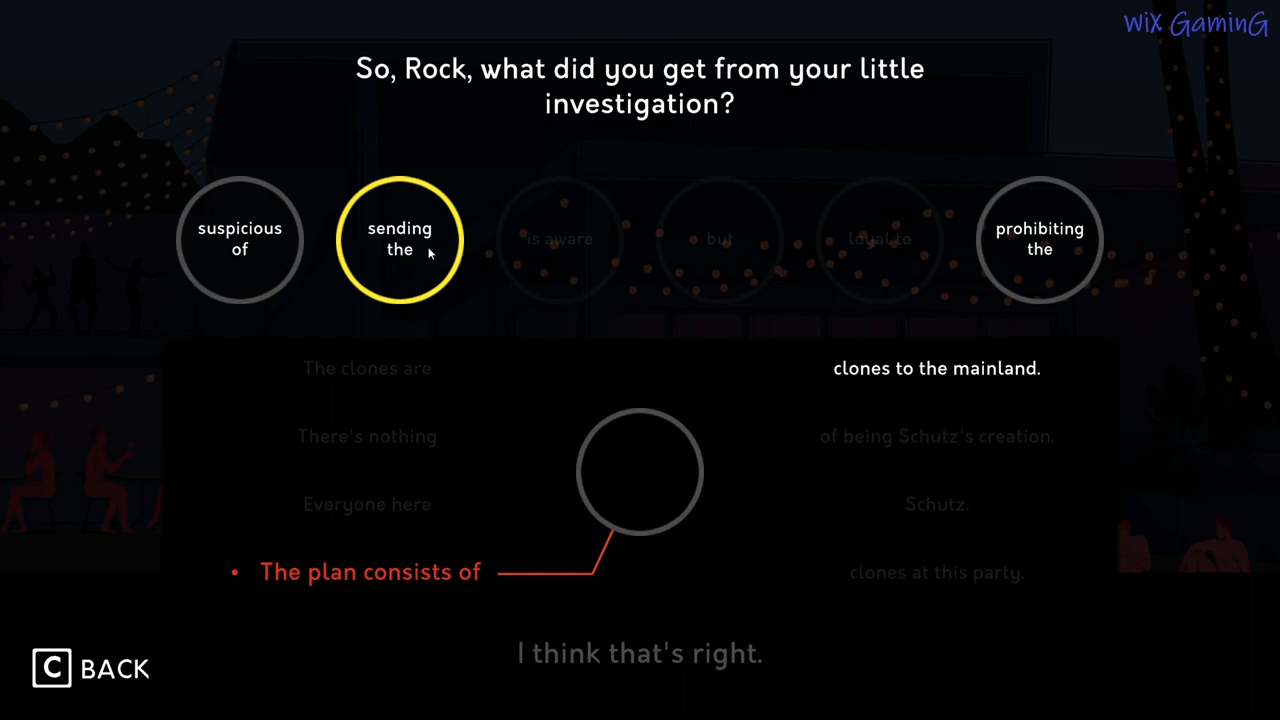 WiX GaminG
So, Rock, what did you get from your little
investigation?
suspicious
of
sending
the
is aware
but
loyal to
prohibiting
the
The clones are
clones to the mainland.
There's nothing
of being Schutz's creation.
Everyone here
Schutz.
• The plan consists of
clones at this party.
I think that's right.
C BACK